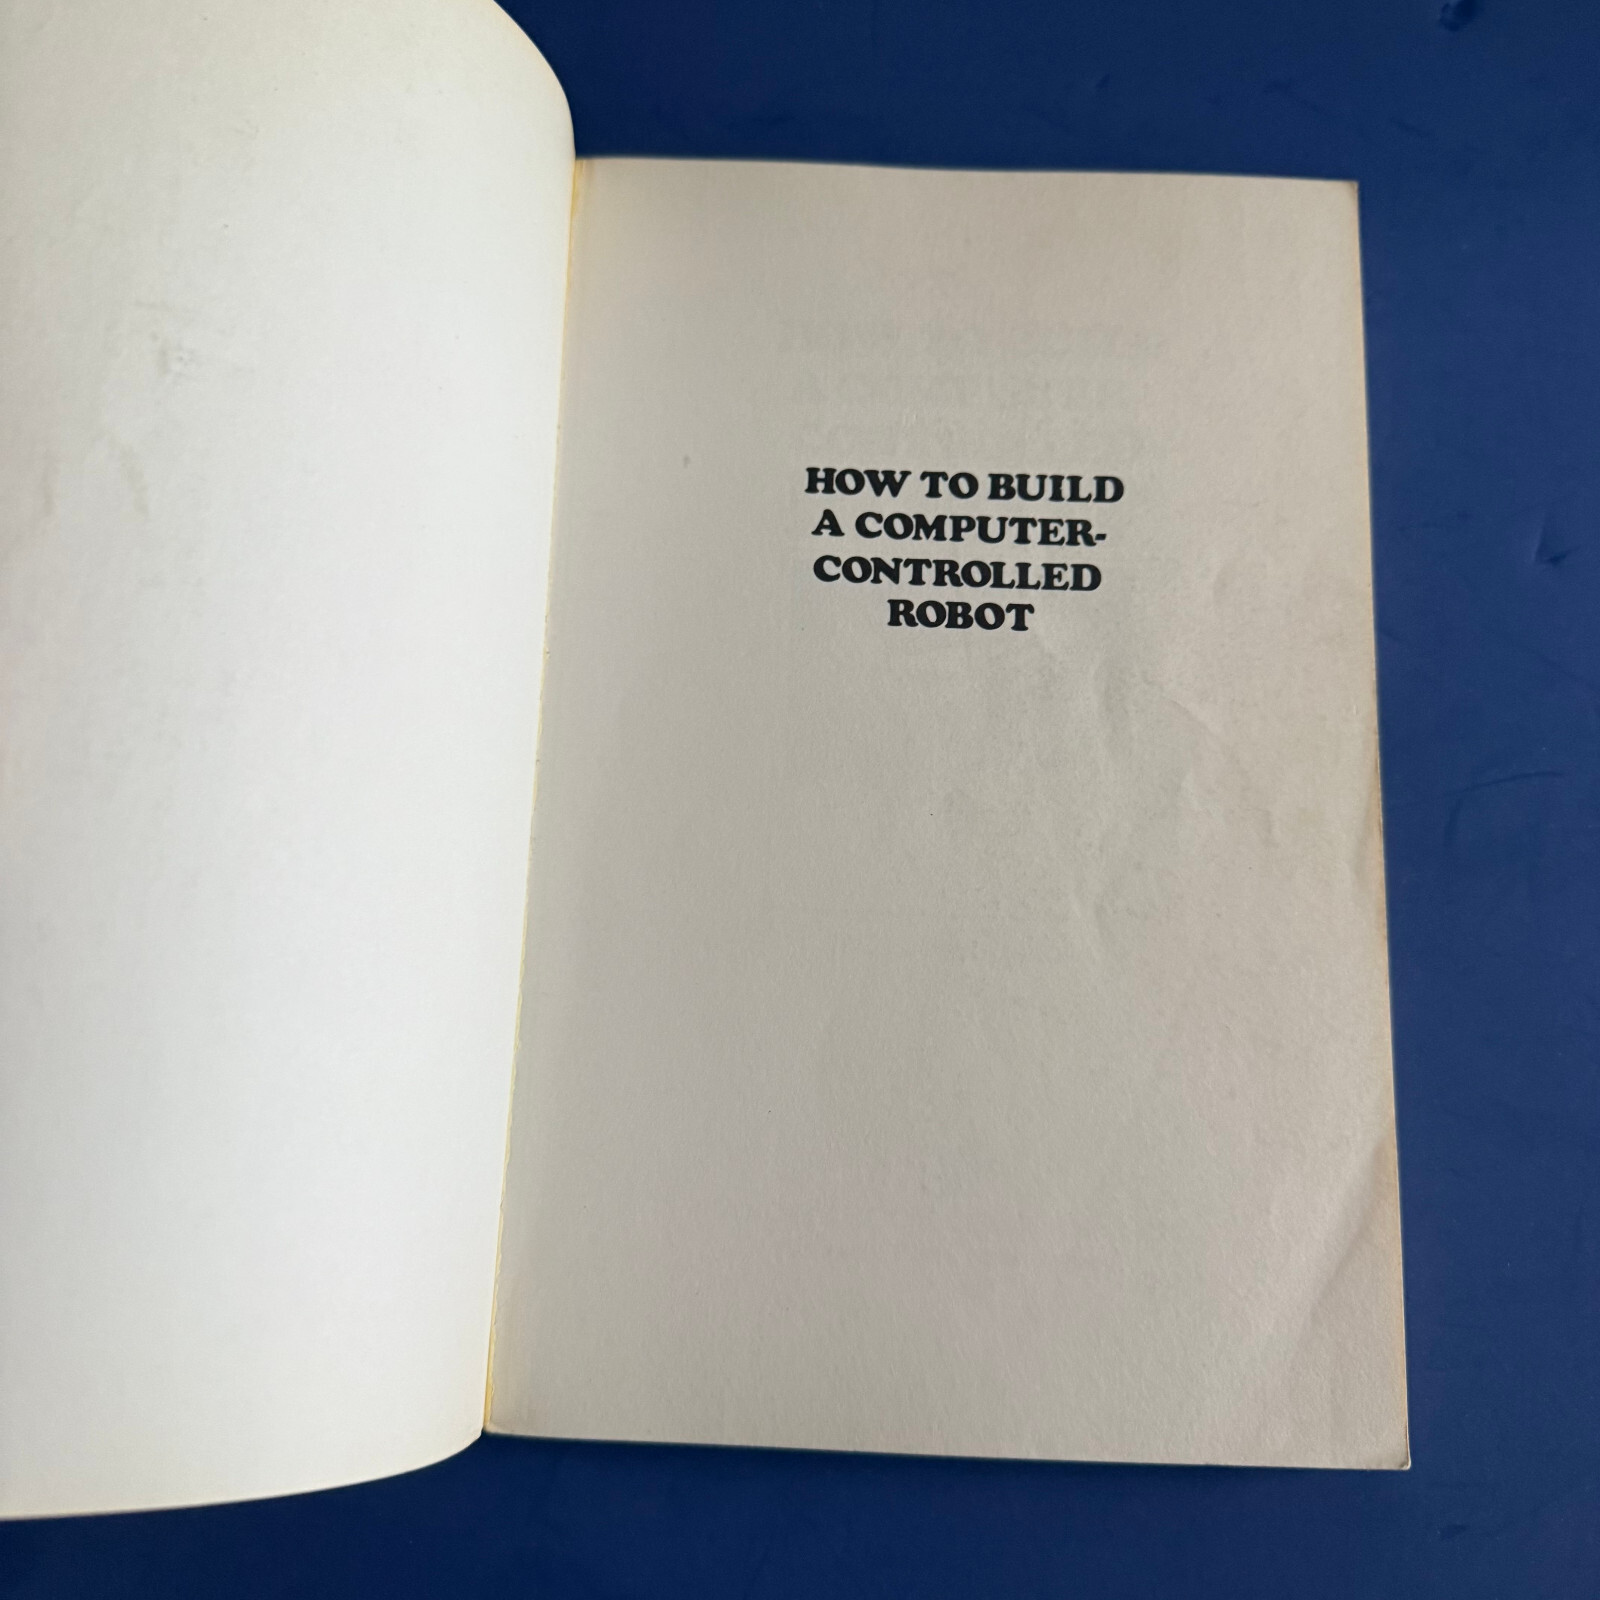 HOW TO BUILD
A COMPUTER-
CONTROLLED
ROBOT